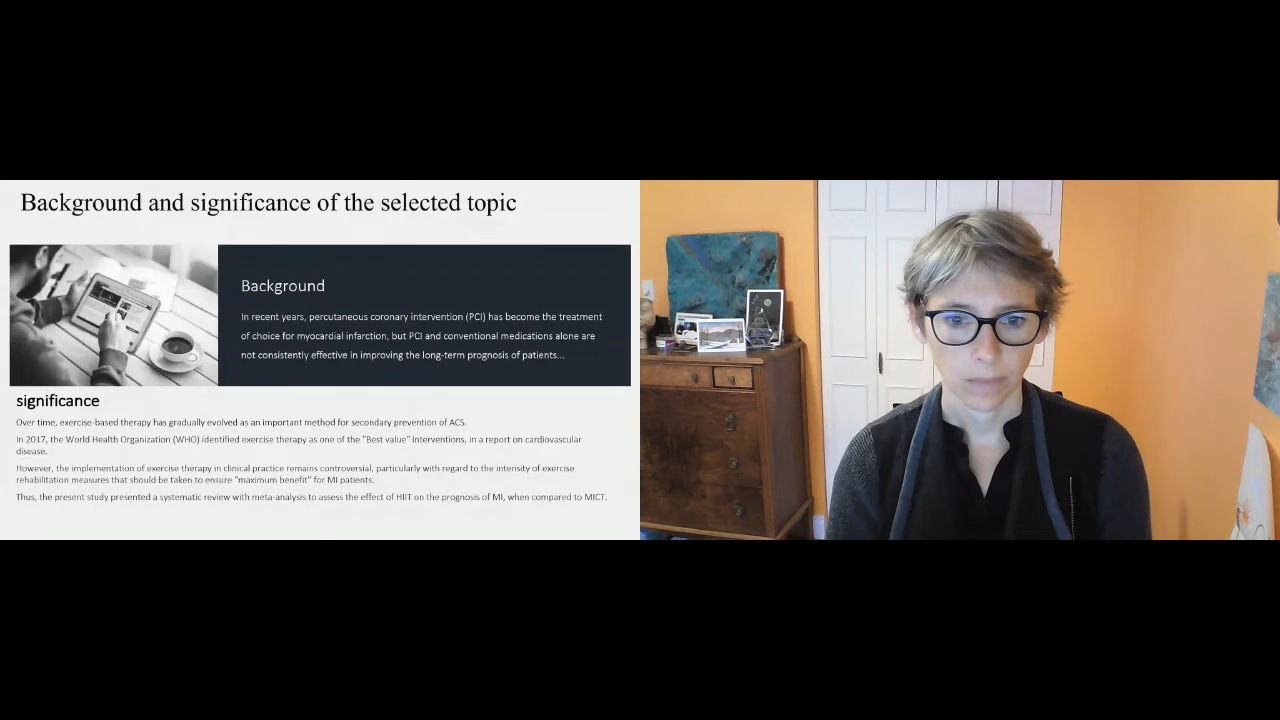 Background and significance of the selected topic
Background
In recent years, percutaneous coronary intervention (PCI) has become the treatment
of choice for myocardial infarction, but PCI and conventional medications alone are
not consistently effective in improving the long-term prognosis of patients...
significance
Over time, exercise-based therapy has gradually evolved as an important method for secondary prevention of ACS.
In 2017, the World Health Organization (WHO) identified exercise therapy as one of the "Best value" interventions, in a report on cardiovascular
disease.
However, the implementation of exercise therapy in clinical practice remains controversial, particularly with regard to the intensity of exercise
rehabilitation measures that should be taken to ensure "maximum benefit" for MI patients.
Thus, the present study presented a systematic review with meta-analysis to assess the effect of HIIT on the prognosis of MI, when compared to MICT.